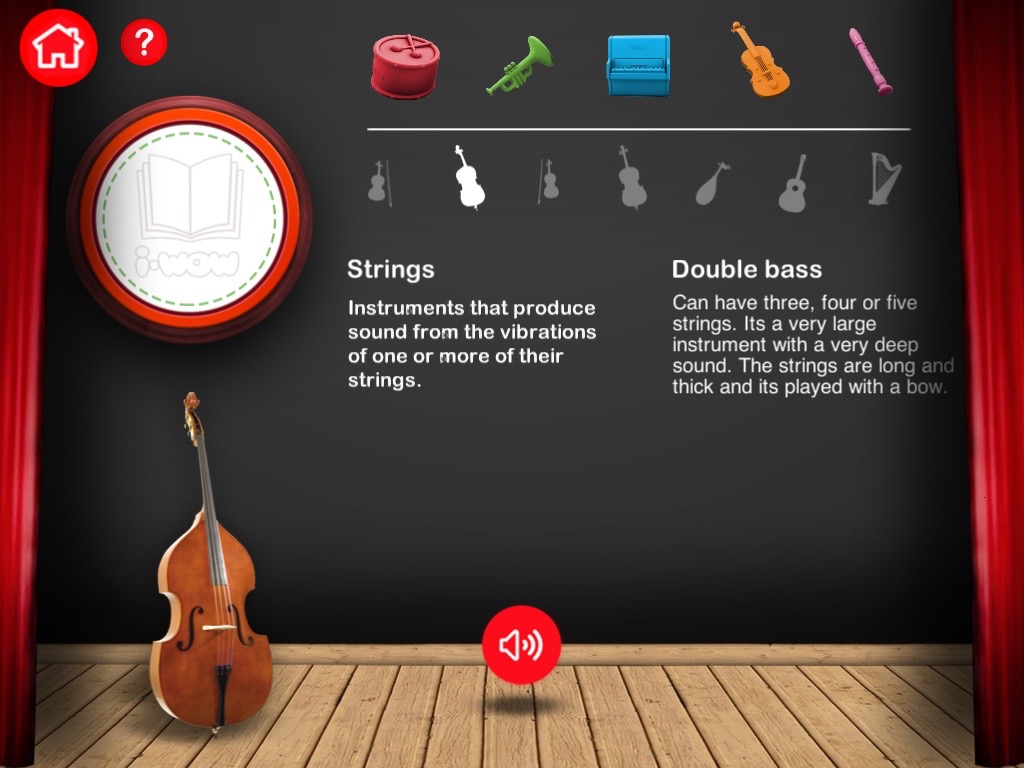 ?
i-wow
Strings
Instruments that produce
sound from the vibrations
of one or more of their
strings.
Double bass
Can have three, four or five
strings. Its a very large
instrument with a very deep
sound. The strings are long and
thick and its played with a bow.